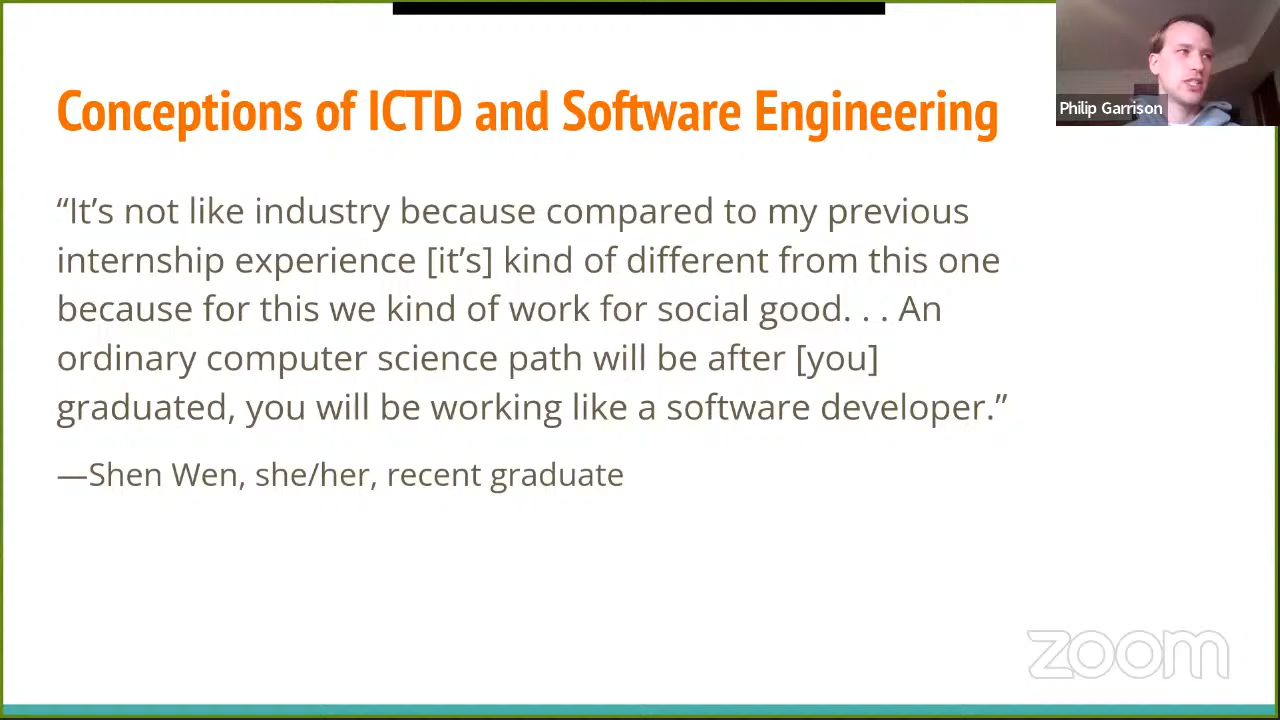 Conceptions of ICTD and Software Engineering
Philip Garrison
“It’s not like industry because compared to my previous
internship experience [it’s] kind of different from this one
because for this we kind of work for social good. . . An
ordinary computer science path will be after [you]
graduated, you will be working like a software developer.”
—Shen Wen, she/her, recent graduate
zoom